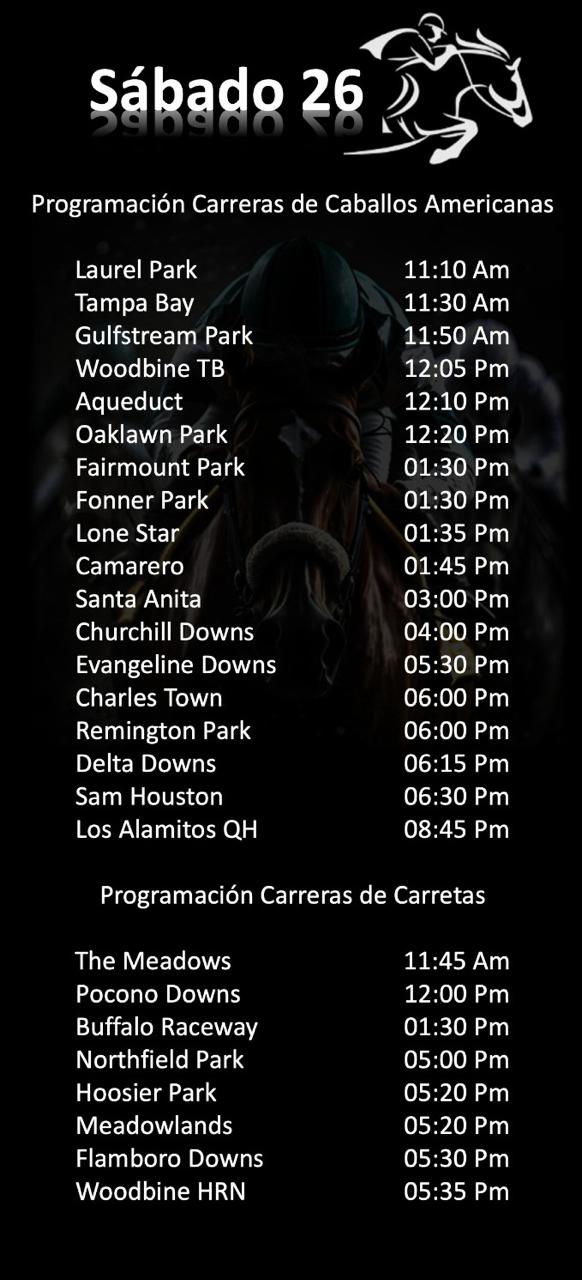 Sábado 26
Programación Carreras de Caballos Americanas
Laurel Park 11:10 Am
Tampa Bay 11:30 Am
Gulfstream Park 11:50 Am
Woodbine TB 12:05 Pm
Aqueduct 12:10 Pm
Oaklawn Park 12:20 Pm
Fairmount Park 01:30 Pm
Fonner Park 01:30 Pm
Lone Star 01:35 Pm
Camarero 01:45 Pm
Santa Anita 03:00 Pm
Churchill Downs 04:00 Pm
Evangeline Downs 05:30 Pm
Charles Town 06:00 Pm
Remington Park 06:00 Pm
Delta Downs 06:15 Pm
Sam Houston 06:30 Pm
Los Alamitos QH 08:45 Pm
Programación Carreras de Carretas
The Meadows 11:45 Am
Pocono Downs 12:00 Pm
Buffalo Raceway 01:30 Pm
Northfield Park 05:00 Pm
Hoosier Park 05:20 Pm
Meadowlands 05:20 Pm
Flamboro Downs 05:30 Pm
Woodbine HRN 05:35 Pm